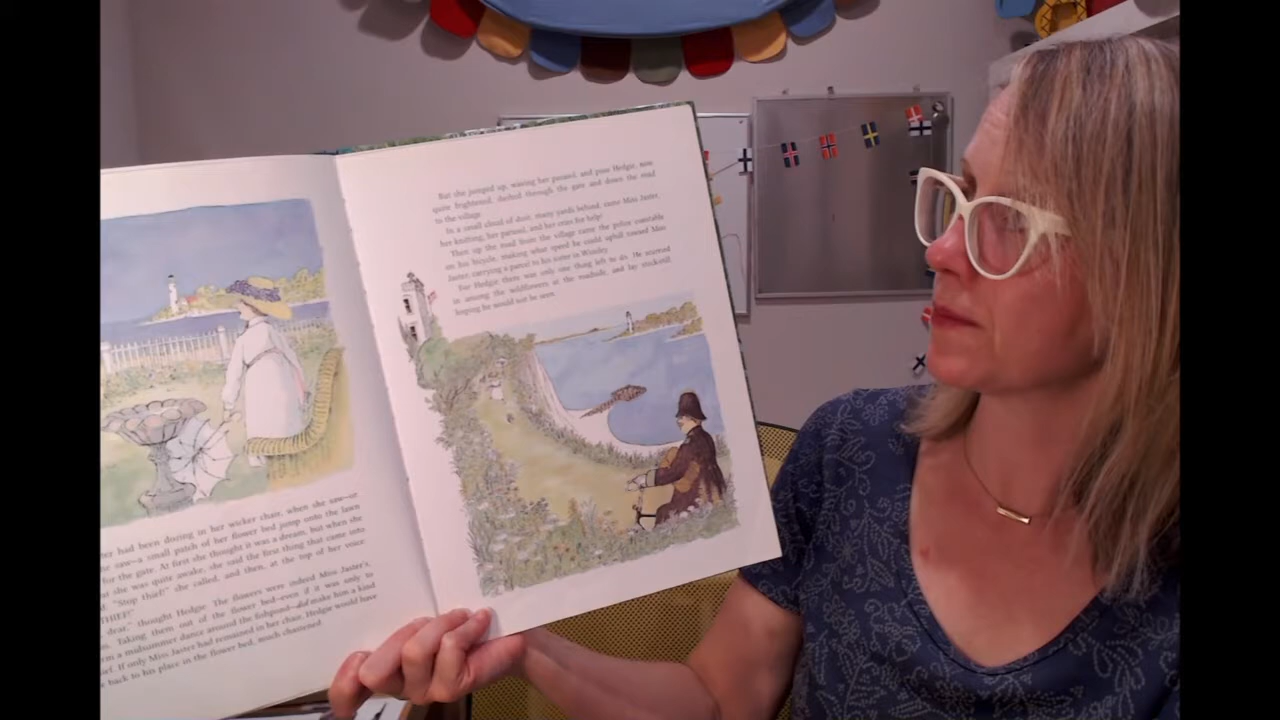 her had been dozing in her wicker chair, when she saw—or
he saw—a small patch of her flower bed jump onto the lawn
for the gate. At first she thought it was a dream, but when she
she was quite awake, she said the first thing that came into
"Stop thief!" she called, and then, at the top of her voice
THIEF!"
dear," thought Hedgie. The flowers were indeed Miss Jaster's,
Taking them out of the flower bed—even if it was only to
a midsummer dance around the fishpond—did make him a kind
If only Miss Jaster had remained in her chair, Hedgie would have
back to his place in the flower bed, much chastened.
But she jumped up, waving her parasol, and poor Hedgie, now
quite frightened, dashed through the gate and down the road
to the village.
In a small cloud of dust, many yards behind, came Miss Jaster,
her knitting, her parasol, and her cries for help!
Then up the road from the village came the police constable
on his bicycle, making what speed he could uphill toward Miss
Jaster, carrying a parcel to his sister in
For Hedgie there was only one thing left to do. He scurried
in among the wildflowers at the roadside, and lay stock-still
hoping he would not be seen.